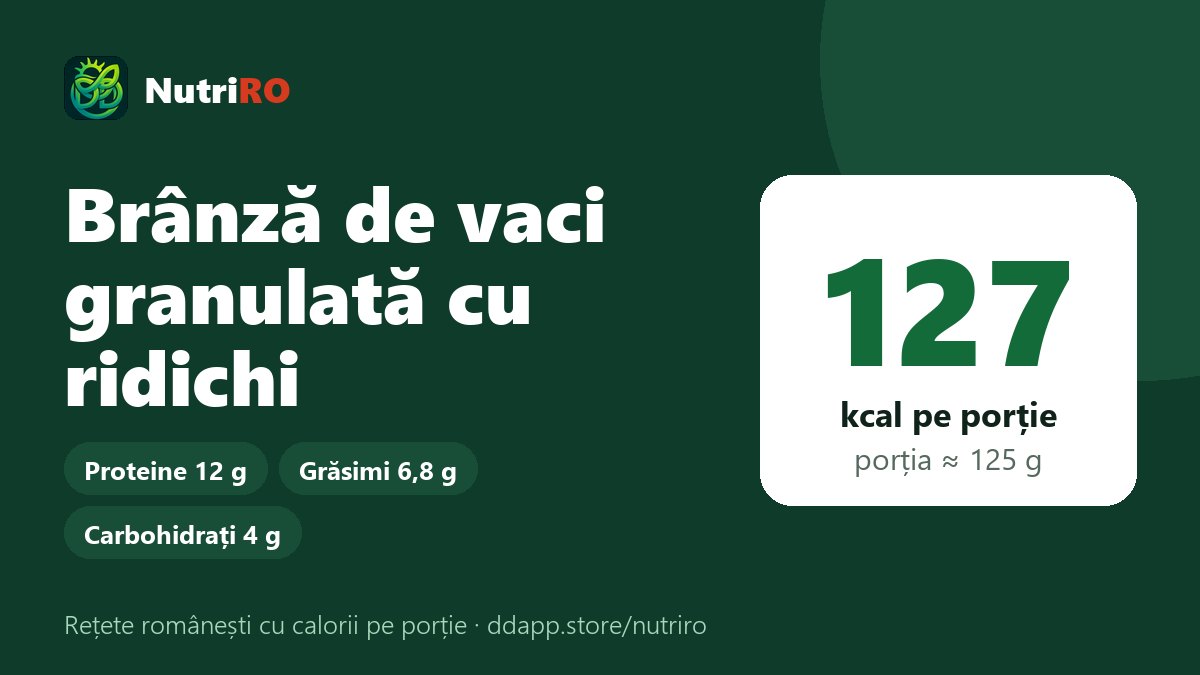 NutriRO
Brânză de vaci
granulată cu
ridichi
Proteine 12 g
Grăsimi 6,8 g
Carbohidrați 4 g
127
kcal pe porție
porția ≈ 125 g
Rețete românești cu calorii pe porție · ddapp.store/nutriro